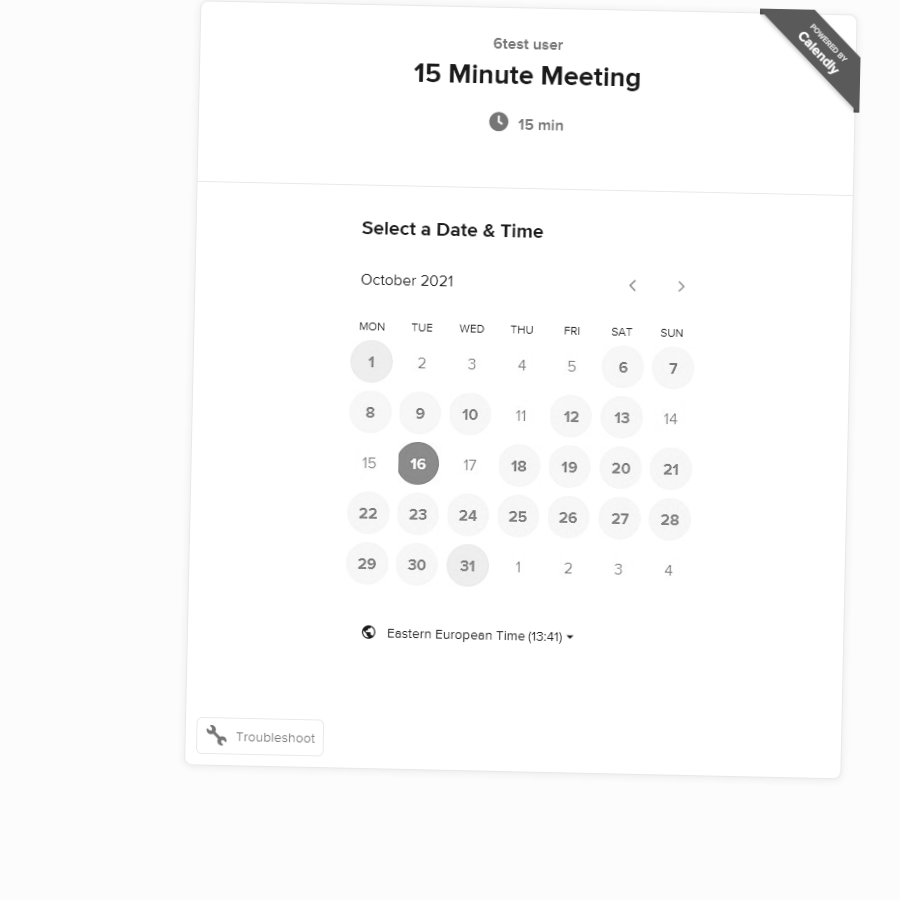 6test user
15 Minute Meeting
15 min
POWERED BY
Calendly
Select a Date & Time
October 2021
MON TUE WED THU FRI SAT SUN
1 2 3 4 5 6 7
8 9 10 11 12 13 14
15 16 17 18 19 20 21
22 23 24 25 26 27 28
29 30 31 1 2 3 4
Eastern European Time (13:41)
Troubleshoot